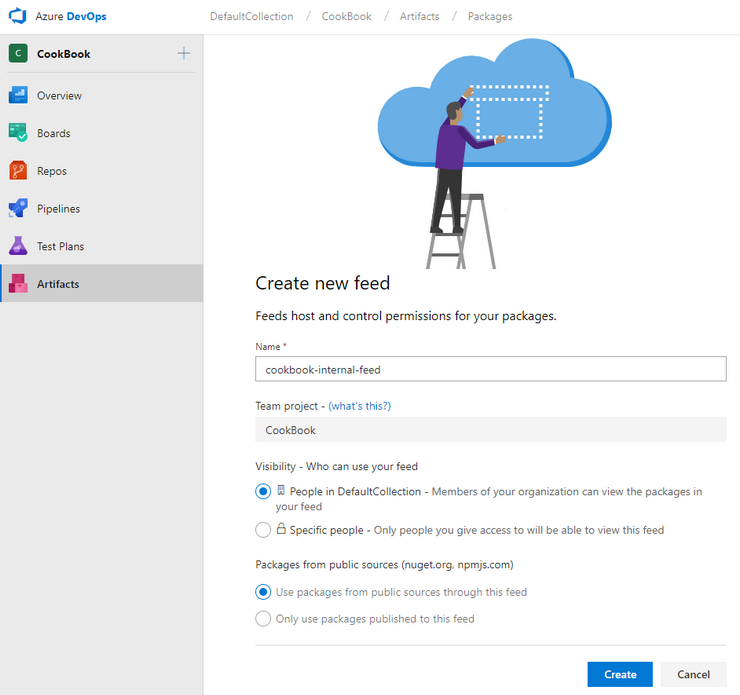 Azure DevOps
DefaultCollection / CookBook / Artifacts / Packages
C CookBook
Overview
Boards
Repos
Pipelines
Test Plans
Artifacts
Create new feed
Feeds host and control permissions for your packages.
Name *
cookbook-internal-feed
Team project - (what's this?)
CookBook
Visibility - Who can use your feed
People in DefaultCollection - Members of your organization can view the packages in
your feed
Specific people - Only people you give access to will be able to view this feed
Packages from public sources (nuget.org, npmjs.com)
Use packages from public sources through this feed
Only use packages published to this feed
Create Cancel